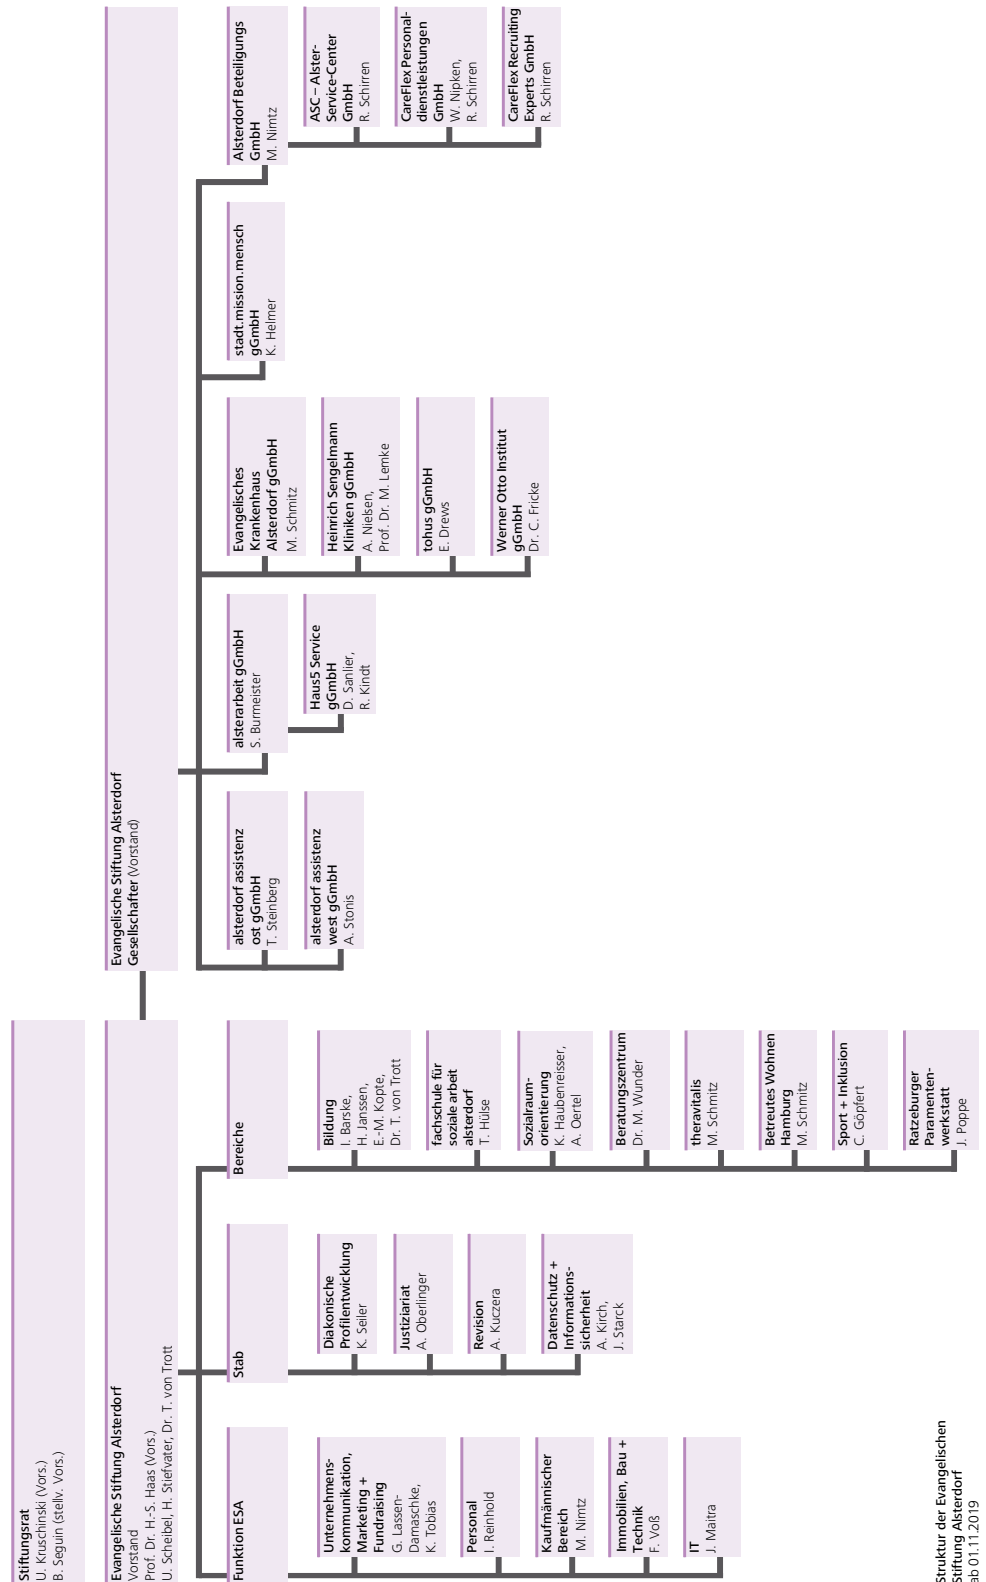 Stiftungsrat
U. Kruschinski (Vors.)
B. Seguin (stellv. Vors.)
Evangelische Stiftung Alsterdorf
Vorstand
Prof. Dr. H.-S. Haas (Vors.)
U. Scheibel, H. Stiefvater, Dr. T. von Trott
Evangelische Stiftung Alsterdorf
Gesellschafter (Vorstand)
Funktion ESA
Unternehmens-
kommunikation,
Marketing +
Fundraising
G. Lassen-
Damaschke,
K. Tobias
Personal
I. Reinhold
Kaufmännischer
Bereich
M. Nimtz
Immobilien, Bau +
Technik
F. Voß
IT
J. Maitra
Stab
Diakonische
Profilentwicklung
K. Seiler
Justiziariat
A. Oberlinger
Revision
A. Kuczera
Datenschutz +
Informations-
sicherheit
A. Kirch,
J. Starck
Bereiche
Bildung
I. Barske,
H. Janssen,
E.-M. Kopte,
Dr. T. von Trott
fachschule für
soziale arbeit
alsterdorf
T. Hülse
Sozialraum-
orientierung
K. Haubenreisser,
A. Oertel
Beratungszentrum
Dr. M. Wunder
theravitalis
M. Schmitz
Betreutes Wohnen
Hamburg
M. Schmitz
Sport + Inklusion
C. Göpfert
Ratzeburger
Paramenten-
werkstatt
J. Poppe
alsterdorf assistenz
ost gGmbH
T. Steinberg
alsterdorf assistenz
west gGmbH
A. Stonis
alsterarbeit gGmbH
S. Burmeister
Haus5 Service
gGmbH
D. Sanlier,
R. Kindt
Evangelisches
Krankenhaus
Alsterdorf gGmbH
M. Schmitz
Heinrich Sengelmann
Kliniken gGmbH
A. Nielsen,
Prof. Dr. M. Lemke
tohus gGmbH
E. Drews
Werner Otto Institut
gGmbH
Dr. C. Fricke
stadt.mission.mensch
gGmbH
K. Helmer
Alsterdorf Beteiligungs
GmbH
M. Nimtz
ASC – Alster-
Service-Center
GmbH
R. Schirren
CareFlex Personal-
dienstleistungen
GmbH
W. Nipken,
R. Schirren
CareFlex Recruiting
Experts GmbH
R. Schirren
Struktur der Evangelischen
Stiftung Alsterdorf
ab 01.11.2019